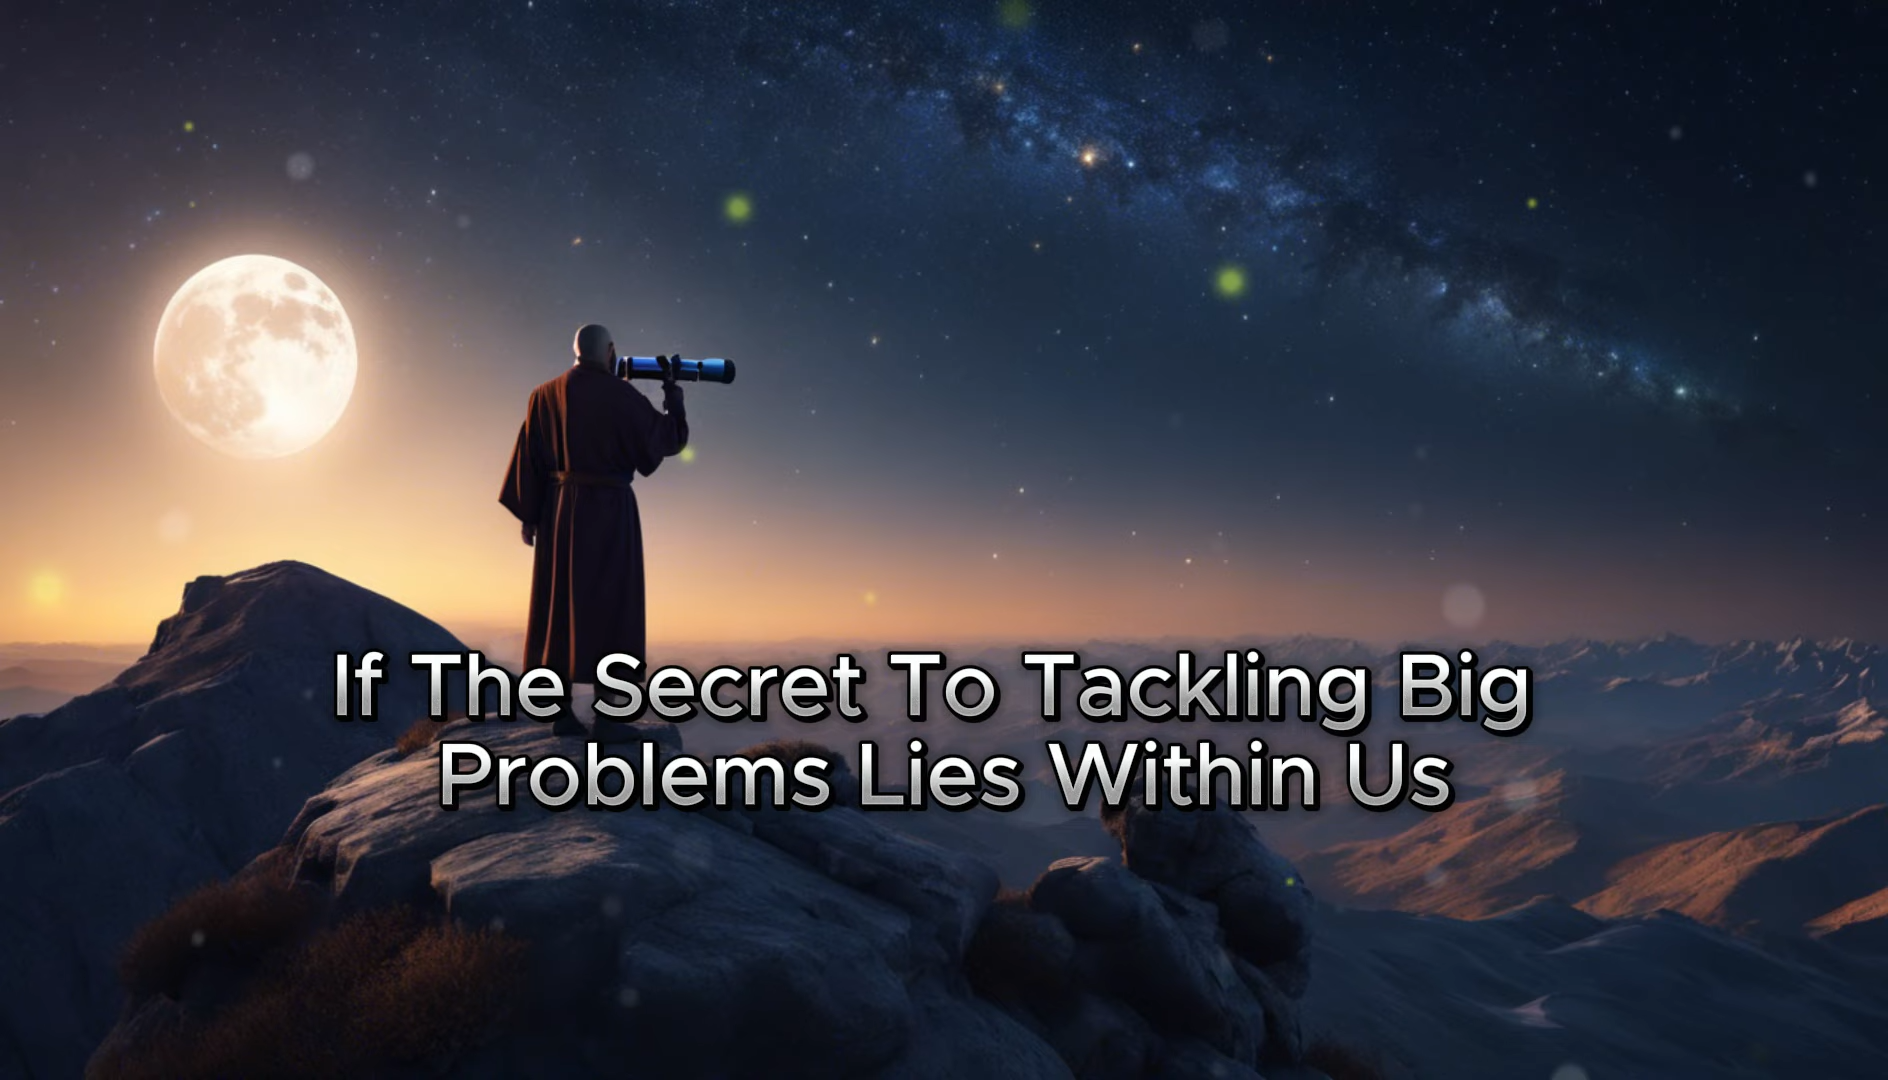 If The Secret To Tackling Big
Problems Lies Within Us